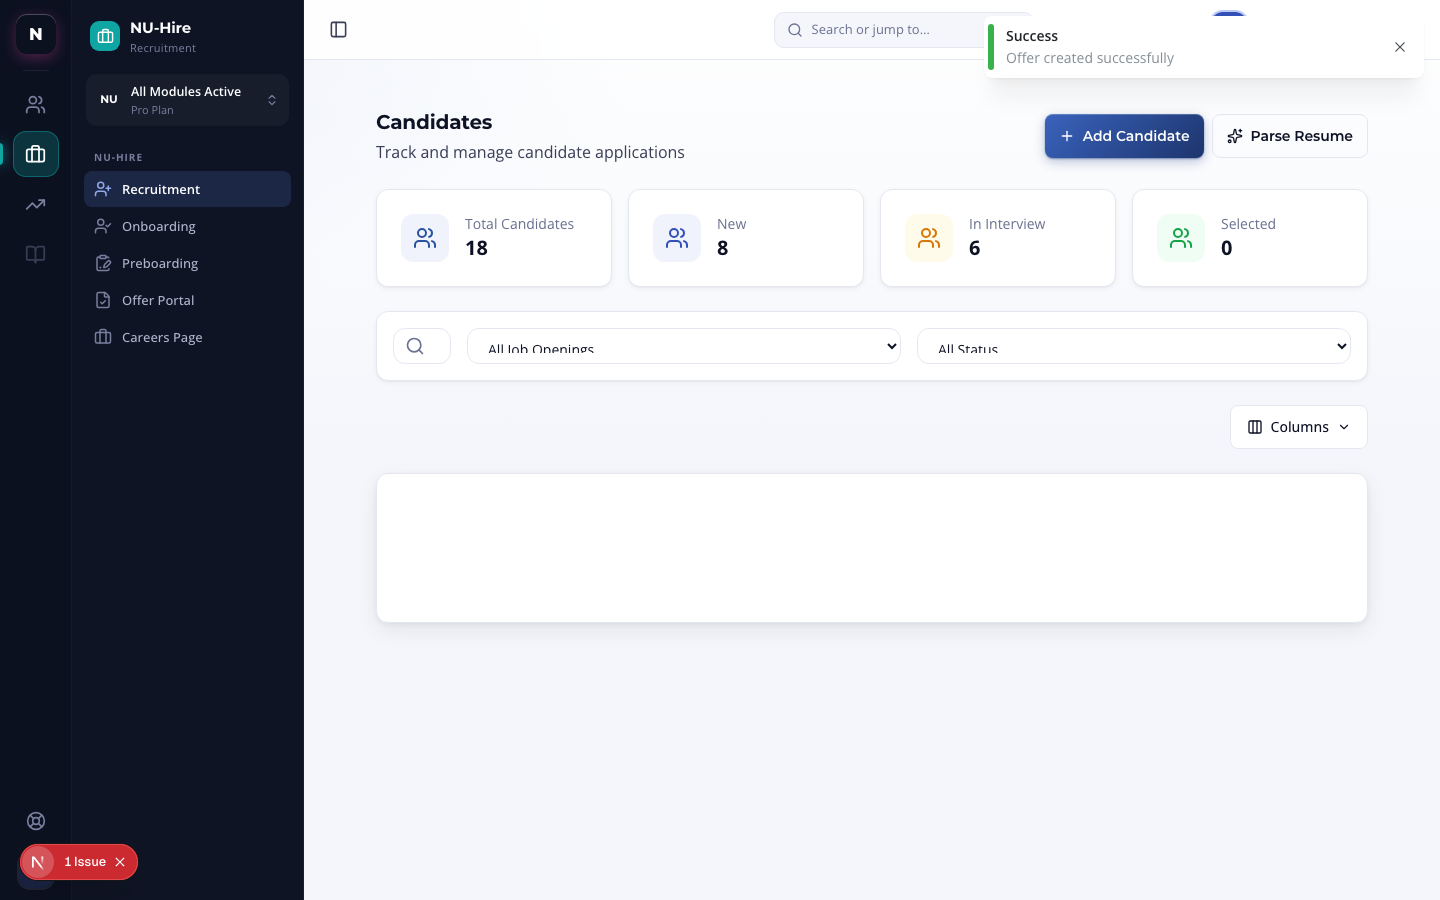 N
NU-Hire
Recruitment
NU
All Modules Active
Pro Plan
NU-HIRE
Recruitment
Onboarding
Preboarding
Offer Portal
Careers Page
N
1 Issue
Search or jump to...
Success
Offer created successfully
Candidates
Track and manage candidate applications
Add Candidate
Parse Resume
Total Candidates
18
New
8
In Interview
6
Selected
0
All Job Openings
All Status
Columns